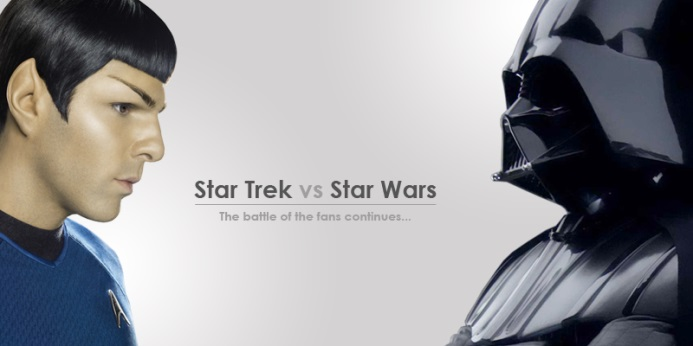 Star Trek vs Star Wars
The battle of the fans continues...